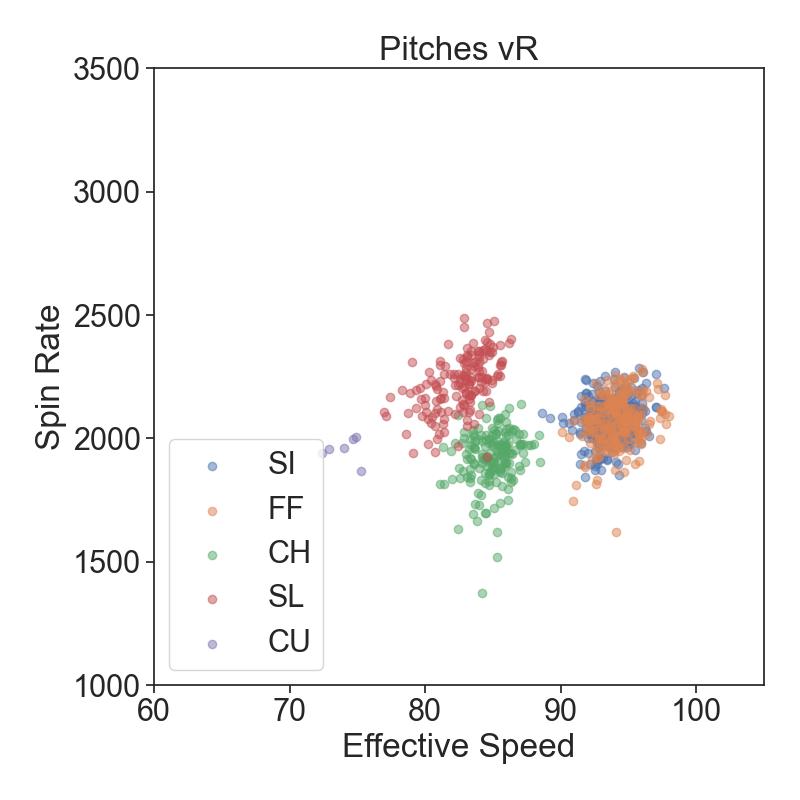 Pitches vR
3500
3000
2500
2000
1500
1000
Spin Rate
SI
FF
CH
SL
CU
60 70 80 90 100
Effective Speed